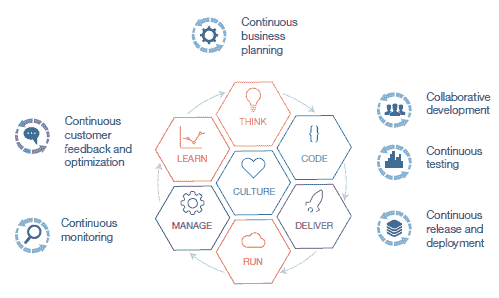 Continuous
business
planning
Continuous
customer
feedback and
optimization
Continuous
monitoring
THINK
LEARN
CODE
CULTURE
MANAGE
DELIVER
RUN
Collaborative
development
Continuous
testing
Continuous
release and
deployment